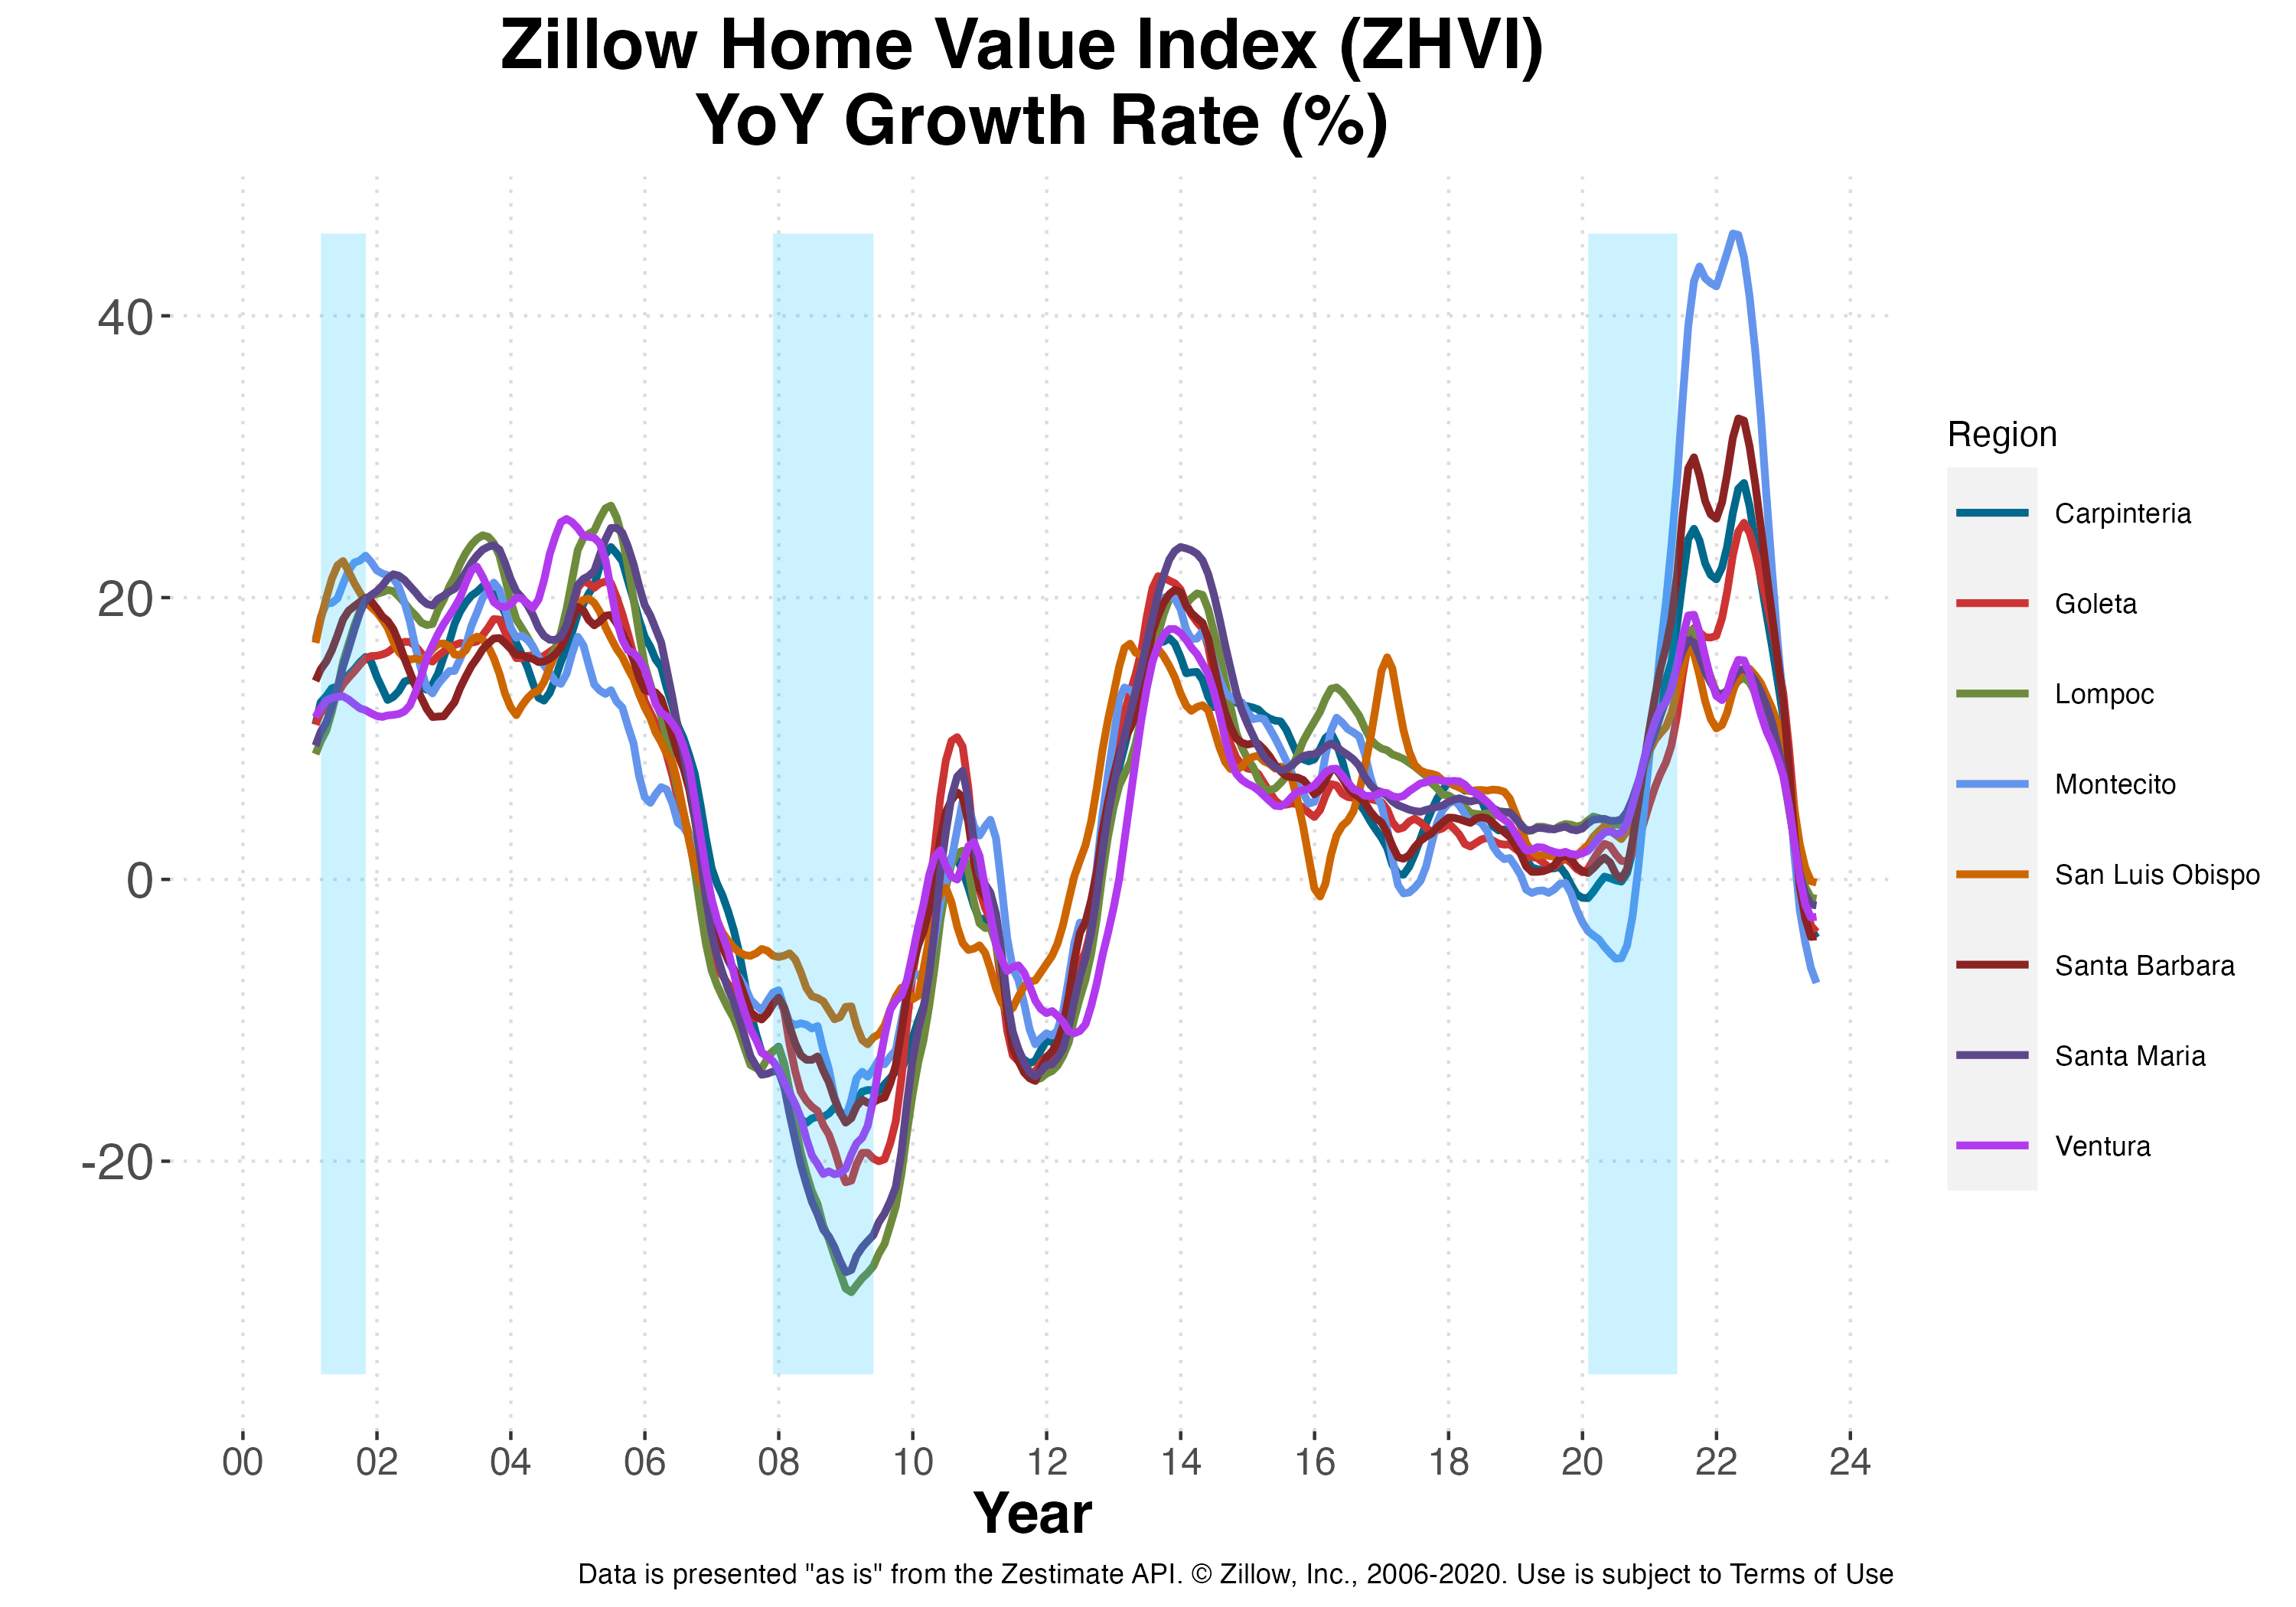 Zillow Home Value Index (ZHVI)
YoY Growth Rate (%)
40
20
0
-20
00 02 04 06 08 10 12 14 16 18 20 22 24
Year
Region
Carpinteria
Goleta
Lompoc
Montecito
San Luis Obispo
Santa Barbara
Santa Maria
Ventura
Data is presented "as is" from the Zestimate API. © Zillow, Inc., 2006-2020. Use is subject to Terms of Use